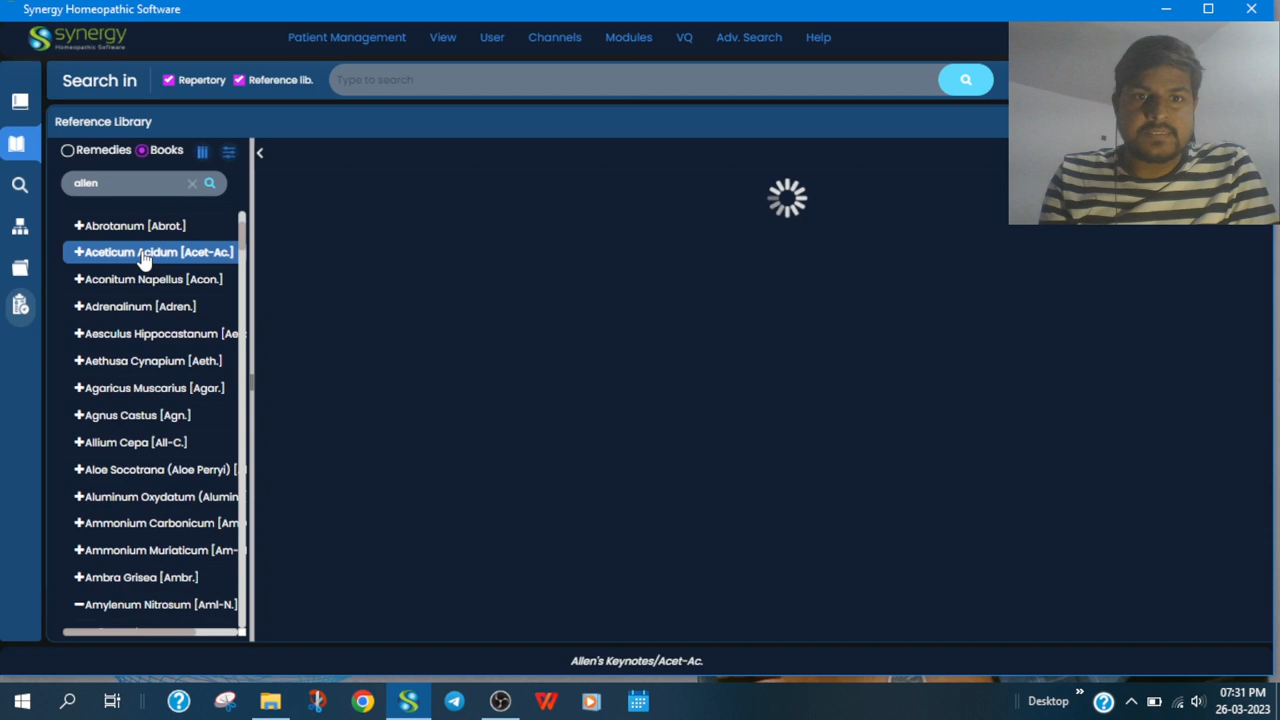 Synergy Homeopathic Software
synergy
Homeopathic Software
Patient Management View User Channels Modules VQ Adv. Search Help
Search in Repertory Reference lib. Type to search
Reference Library
Remedies Books
allen
Abrotanum [Abrot.]
Aceticum Acidum [Acet-Ac.]
Aconitum Napellus [Acon.]
Adrenalinum [Adren.]
Aesculus Hippocastanum [Ae
Aethusa Cynapium [Aeth.]
Agaricus Muscarius [Agar.]
Agnus Castus [Agn.]
Allium Cepa [All-C.]
Aloe Socotrana (Aloe Perryi) [
Aluminum Oxydatum (Alumin
Ammonium Carbonicum [Am
Ammonium Muriaticum [Am-
Ambra Grisea [Ambr.]
Amylenum Nitrosum [Aml-N.]
Allen's Keynotes/Acet-Ac.
Desktop
07:31 PM
26-03-2023